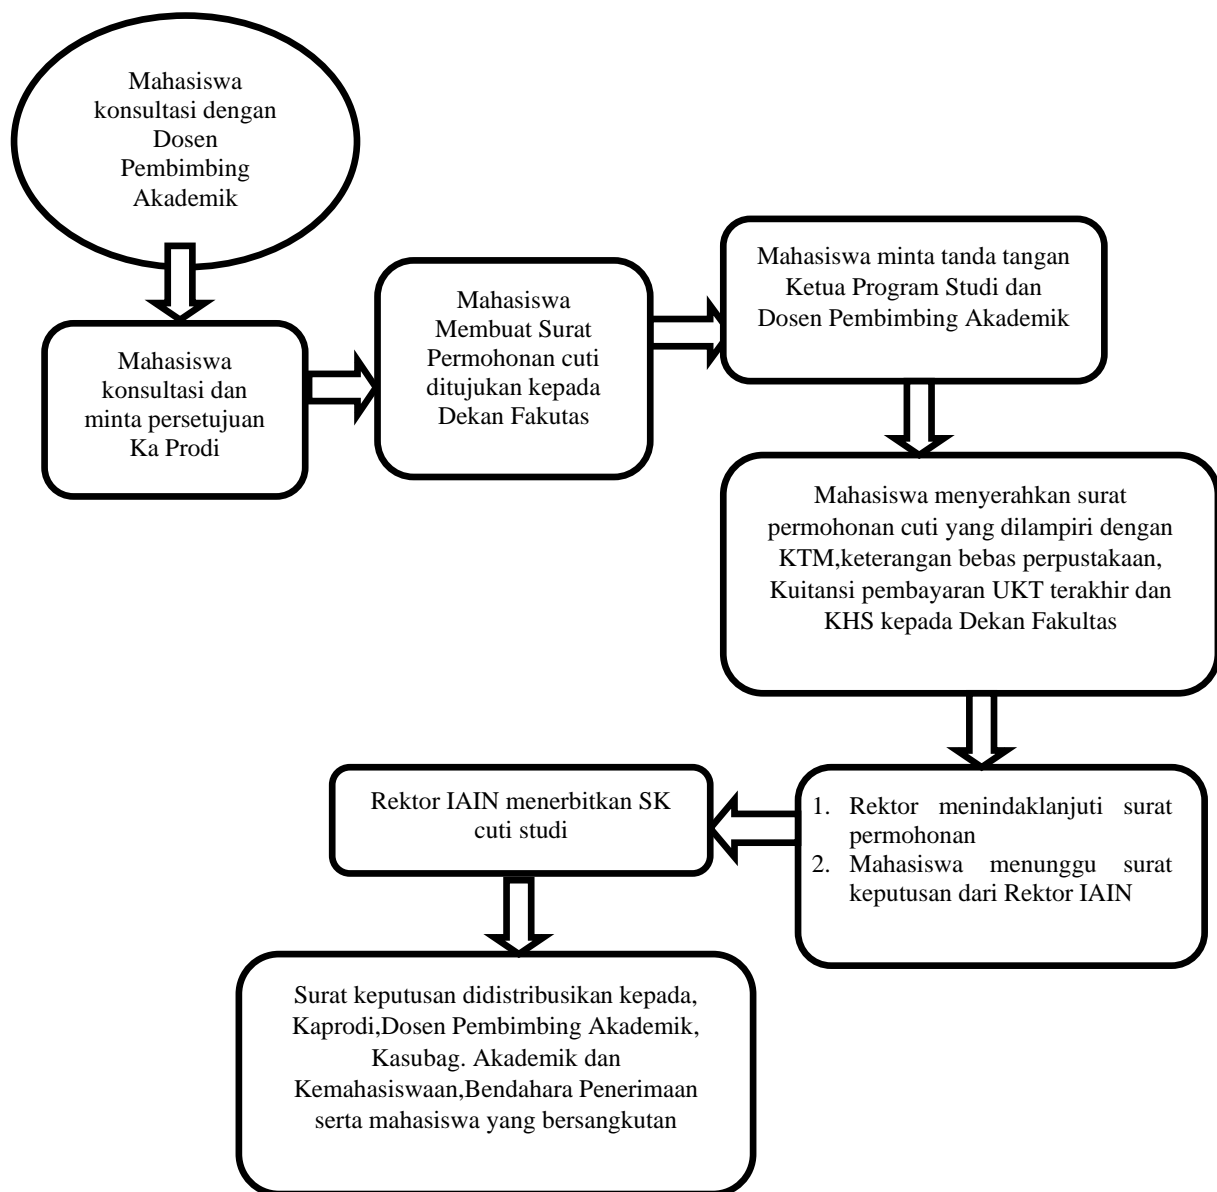 Mahasiswa
konsultasi dengan
Dosen
Pembimbing
Akademik
Mahasiswa
konsultasi dan
minta persetujuan
Ka Prodi
Mahasiswa
Membuat Surat
Permohonan cuti
ditujukan kepada
Dekan Fakutas
Mahasiswa minta tanda tangan
Ketua Program Studi dan
Dosen Pembimbing Akademik
Mahasiswa menyerahkan surat
permohonan cuti yang dilampiri dengan
KTM,keterangan bebas perpustakaan,
Kuitansi pembayaran UKT terakhir dan
KHS kepada Dekan Fakultas
1. Rektor menindaklanjuti surat
permohonan
2. Mahasiswa menunggu surat
keputusan dari Rektor IAIN
Rektor IAIN menerbitkan SK
cuti studi
Surat keputusan didistribusikan kepada,
Kaprodi,Dosen Pembimbing Akademik,
Kasubag. Akademik dan
Kemahasiswaan,Bendahara Penerimaan
serta mahasiswa yang bersangkutan